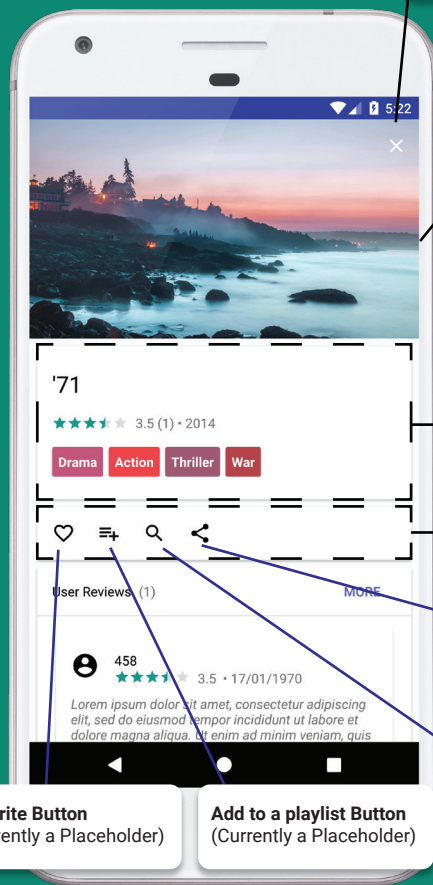 5:22
'71
3.5 (1) • 2014
Drama Action Thriller War
User Reviews (1) MORE
458
3.5 • 17/01/1970
Lorem ipsum dolor sit amet, consectetur adipiscing
elit, sed do eiusmod tempor incididunt ut labore et
dolore magna aliqua. Ut enim ad minim veniam, quis
rite Button
rently a Placeholder)
Add to a playlist Button
(Currently a Placeholder)